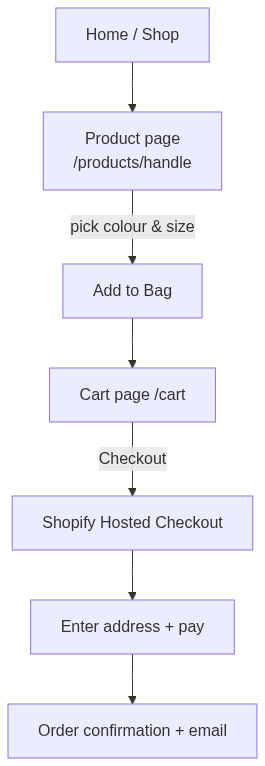 Home / Shop
Product page
/products/handle
pick colour & size
Add to Bag
Cart page /cart
Checkout
Shopify Hosted Checkout
Enter address + pay
Order confirmation + email